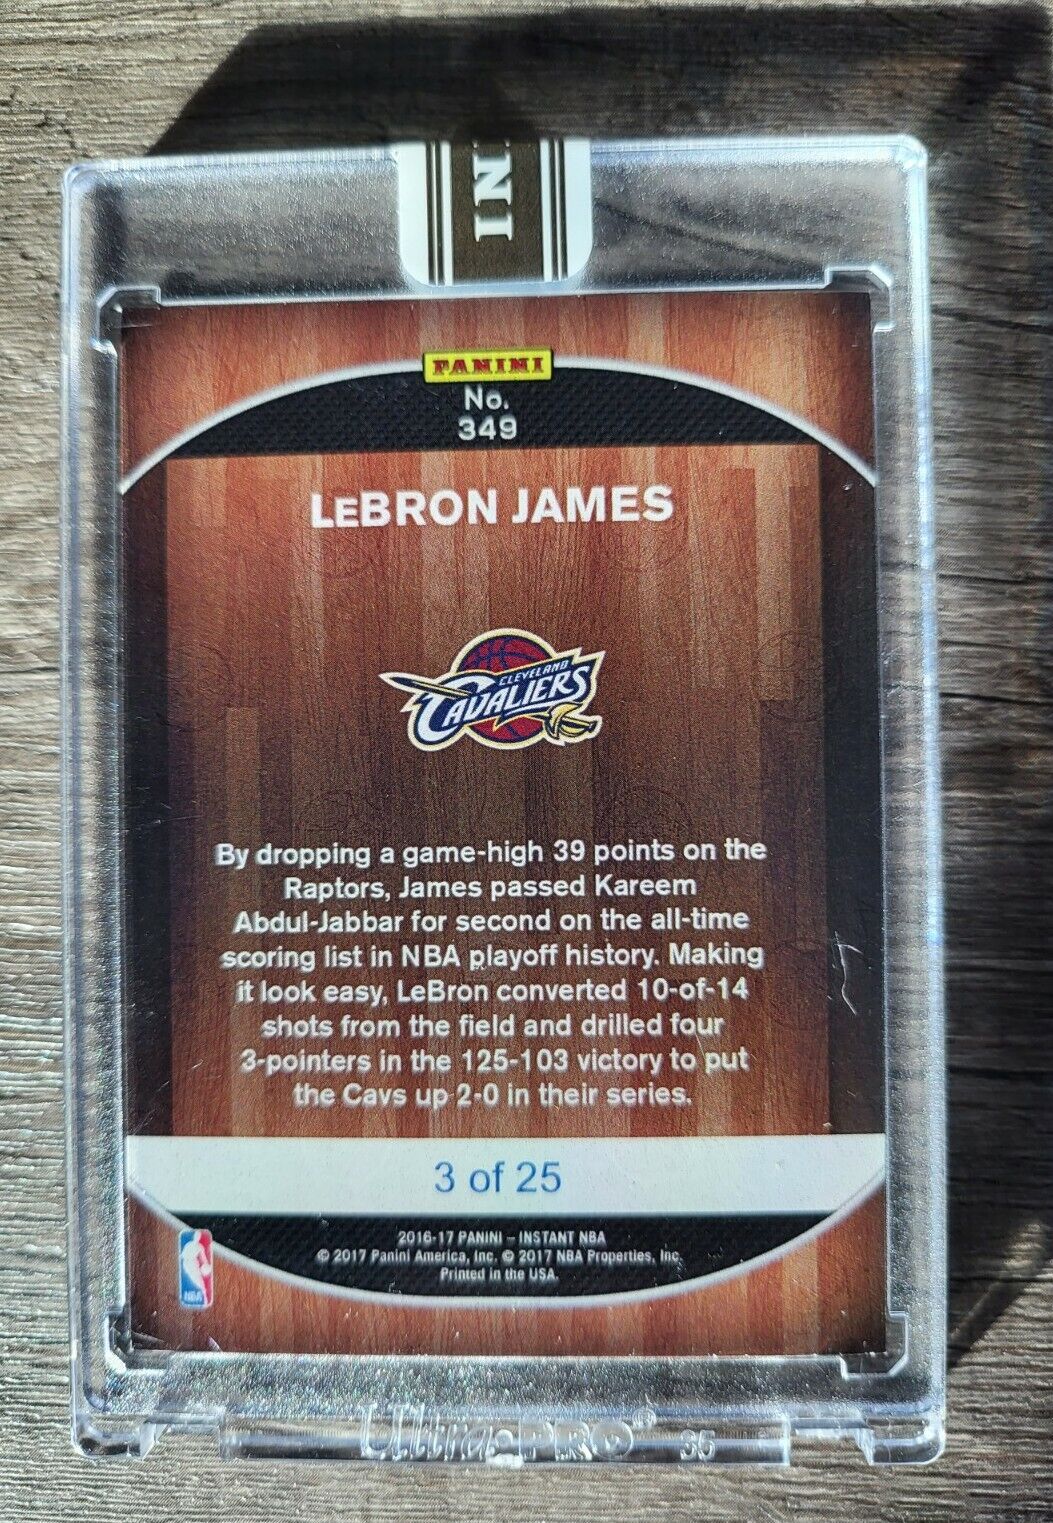 IN
PANINI
No.
349
LEBRON JAMES
CLEVELAND
CAVALIERS
By dropping a game-high 39 points on the
Raptors, James passed Kareem
Abdul-Jabbar for second on the all-time
scoring list in NBA playoff history. Making
it look easy, LeBron converted 10-of-14
shots from the field and drilled four
3-pointers in the 125-103 victory to put
the Cavs up 2-0 in their series.
3 of 25
2016-17 PANINI – INSTANT NBA
© 2017 Panini America, Inc. © 2017 NBA Properties, Inc.
Printed in the USA.
NBA
Ultra PRO® 35